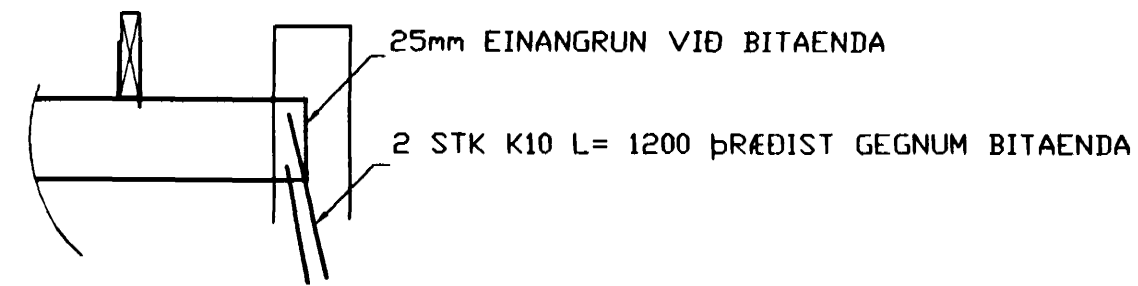 25mm EINANGRUN VIÐ BITAENDA
2 STK K10 L= 1200 þRÆÐIST GEGNUM BITAENDA